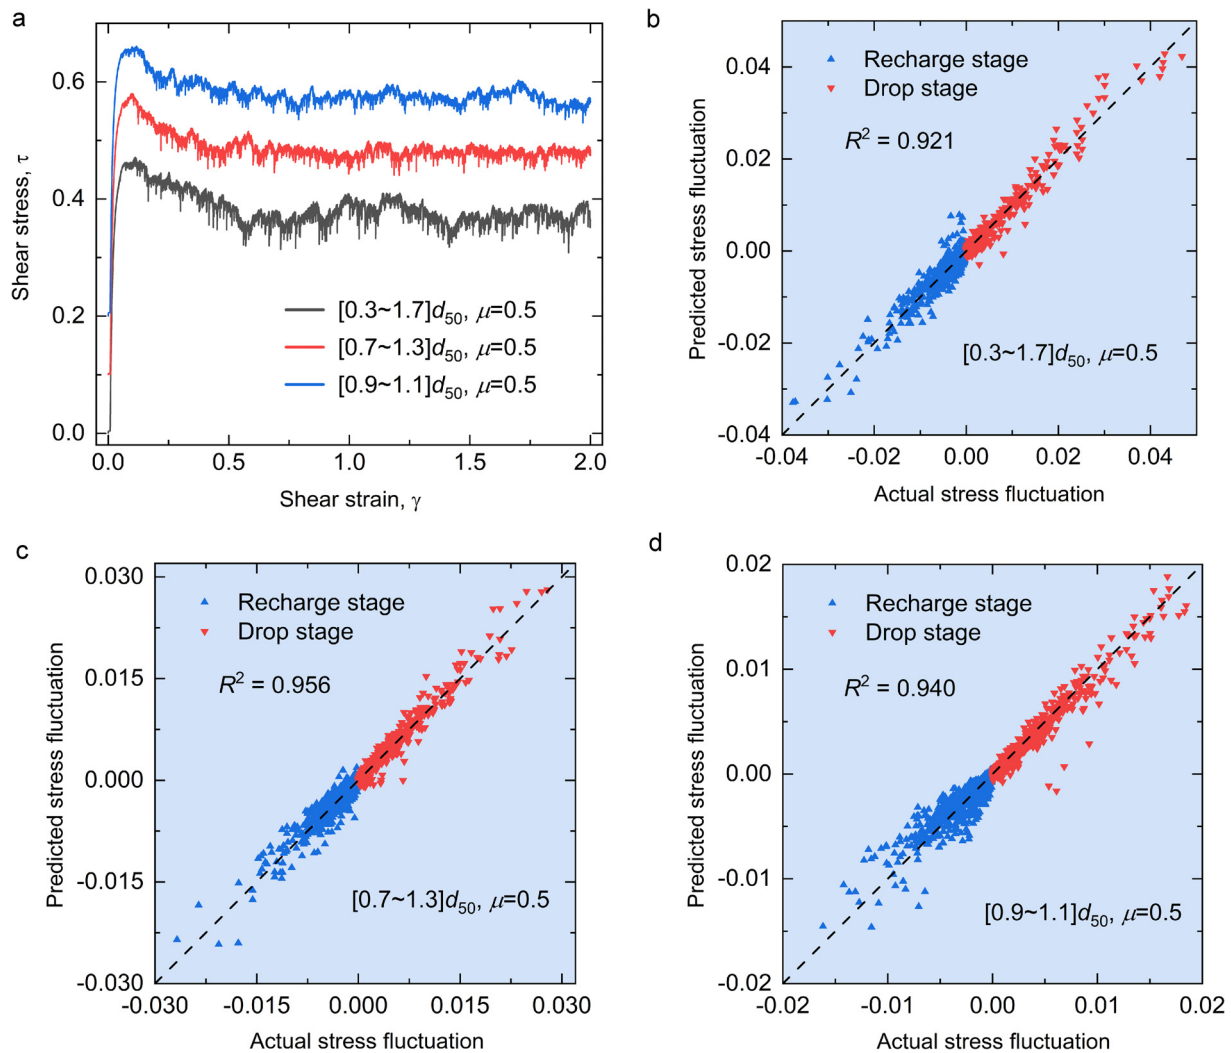 a
0.6
0.4
0.2
0.0
Shear stress, τ
[0.3~1.7]d50, μ=0.5
[0.7~1.3]d50, μ=0.5
[0.9~1.1]d50, μ=0.5
0.0 0.5 1.0 1.5 2.0
Shear strain, γ
b
0.04
0.02
0.00
-0.02
-0.04
Predicted stress fluctuation
Recharge stage
Drop stage
R² = 0.921
[0.3~1.7]d50, μ=0.5
-0.04 -0.02 0.00 0.02 0.04
Actual stress fluctuation
c
0.030
0.015
0.000
-0.015
-0.030
Predicted stress fluctuation
Recharge stage
Drop stage
R² = 0.956
[0.7~1.3]d50, μ=0.5
-0.030 -0.015 0.000 0.015 0.030
Actual stress fluctuation
d
0.02
0.01
0.00
-0.01
-0.02
Predicted stress fluctuation
Recharge stage
Drop stage
R² = 0.940
[0.9~1.1]d50, μ=0.5
-0.02 -0.01 0.00 0.01 0.02
Actual stress fluctuation